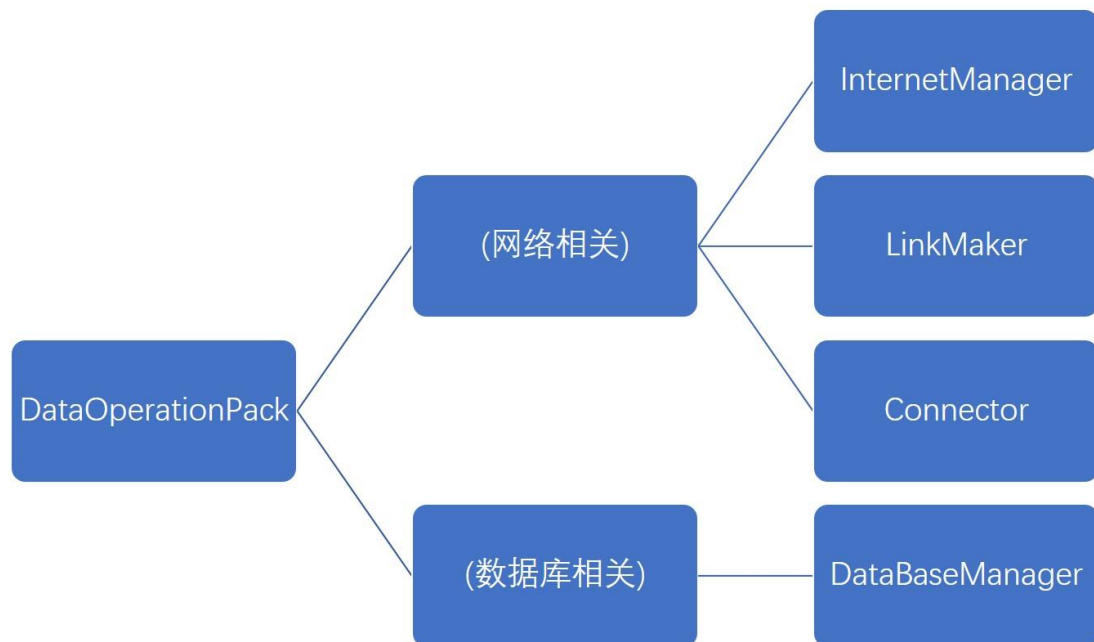 DataOperationPack
(网络相关)
InternetManager
LinkMaker
Connector
(数据库相关)
DataBaseManager